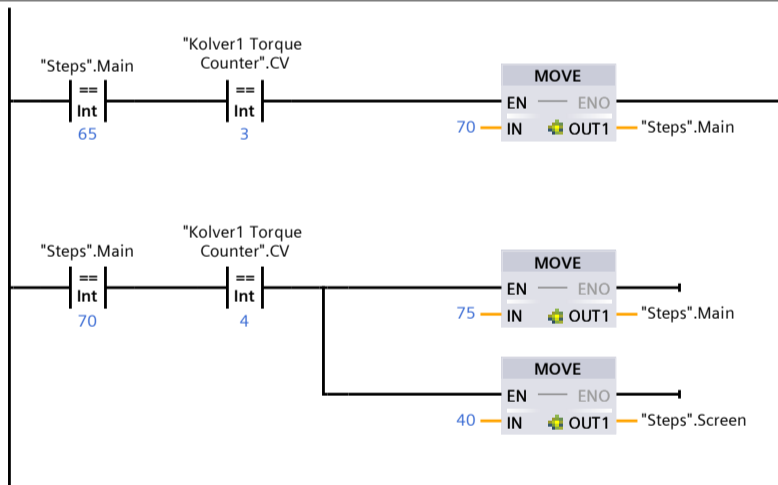 "Kolver1 Torque
Counter".CV
"Steps".Main
==
Int
65
==
Int
3
MOVE
EN ENO
70 IN OUT1 "Steps".Main
"Kolver1 Torque
Counter".CV
"Steps".Main
==
Int
70
==
Int
4
MOVE
EN ENO
75 IN OUT1 "Steps".Main
MOVE
EN ENO
40 IN OUT1 "Steps".Screen